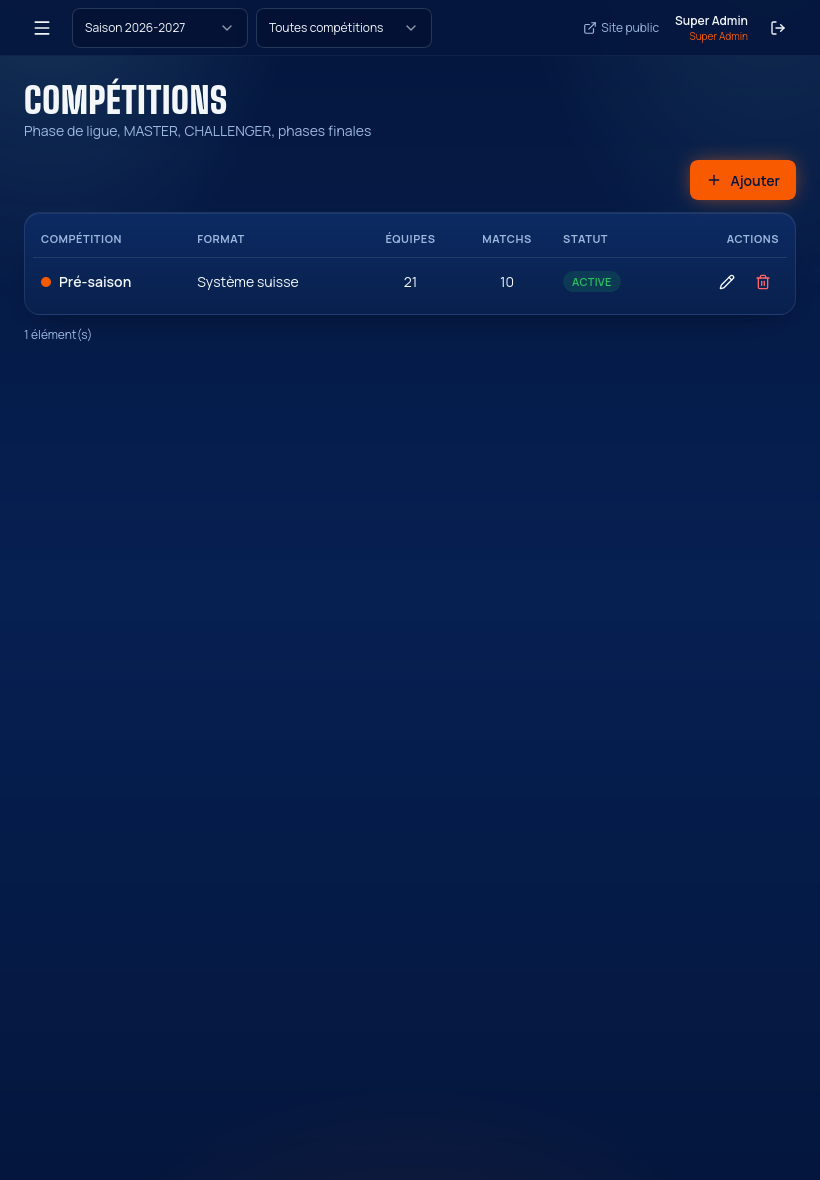 Saison 2026-2027
Toutes compétitions
Site public
Super Admin
Super Admin
COMPÉTITIONS
Phase de ligue, MASTER, CHALLENGER, phases finales
Ajouter
COMPÉTITION FORMAT ÉQUIPES MATCHS STATUT ACTIONS
Pré-saison Système suisse 21 10 ACTIVE
1 élément(s)